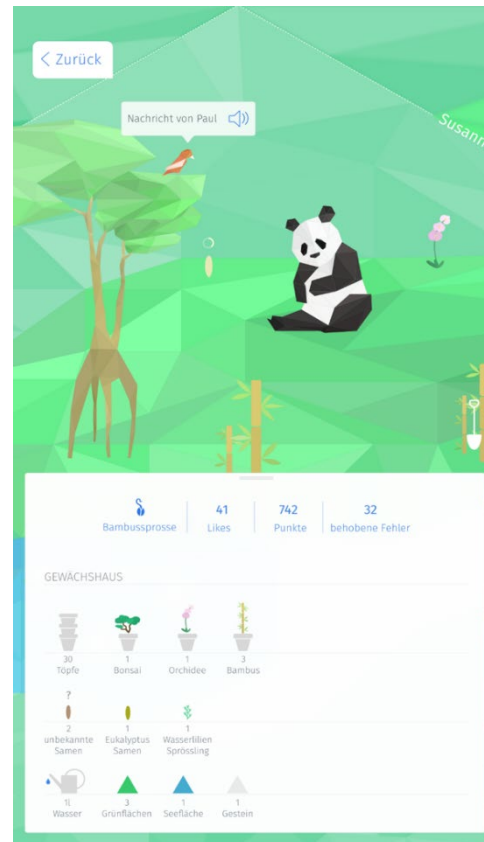 < Zurück
Nachricht von Paul
Susann
41 742 32
Bambussprosse Likes Punkte behobene Fehler
GEWÄCHSHAUS
30 1 1 3
Töpfe Bonsai Orchidee Bambus
?
2 1 1
unbekannte Eukalyptus Wasserlilien
Samen Samen Sprössling
1l 3 1 1
Wasser Grünflächen Seefläche Gestein